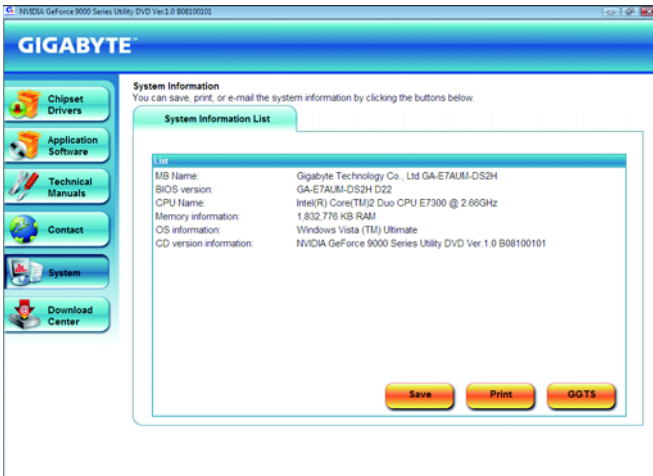 NVIDIA GeForce 9000 Series Utility DVD Ver.1.0 B08100101
GIGABYTE™
Chipset
Drivers
Application
Software
Technical
Manuals
Contact
System
Download
Center
System Information
You can save, print, or e-mail the system information by clicking the buttons below.
System Information List
List
MB Name: Gigabyte Technology Co., Ltd.GA-E7AUM-DS2H
BIOS version: GA-E7AUM-DS2H D22
CPU Name: Intel(R) Core(TM)2 Duo CPU E7300 @ 2.66GHz
Memory information: 1,832,776 KB RAM
OS information: Windows Vista (TM) Ultimate
CD version information: NVIDIA GeForce 9000 Series Utility DVD Ver.1.0 B08100101
Save Print GGTS